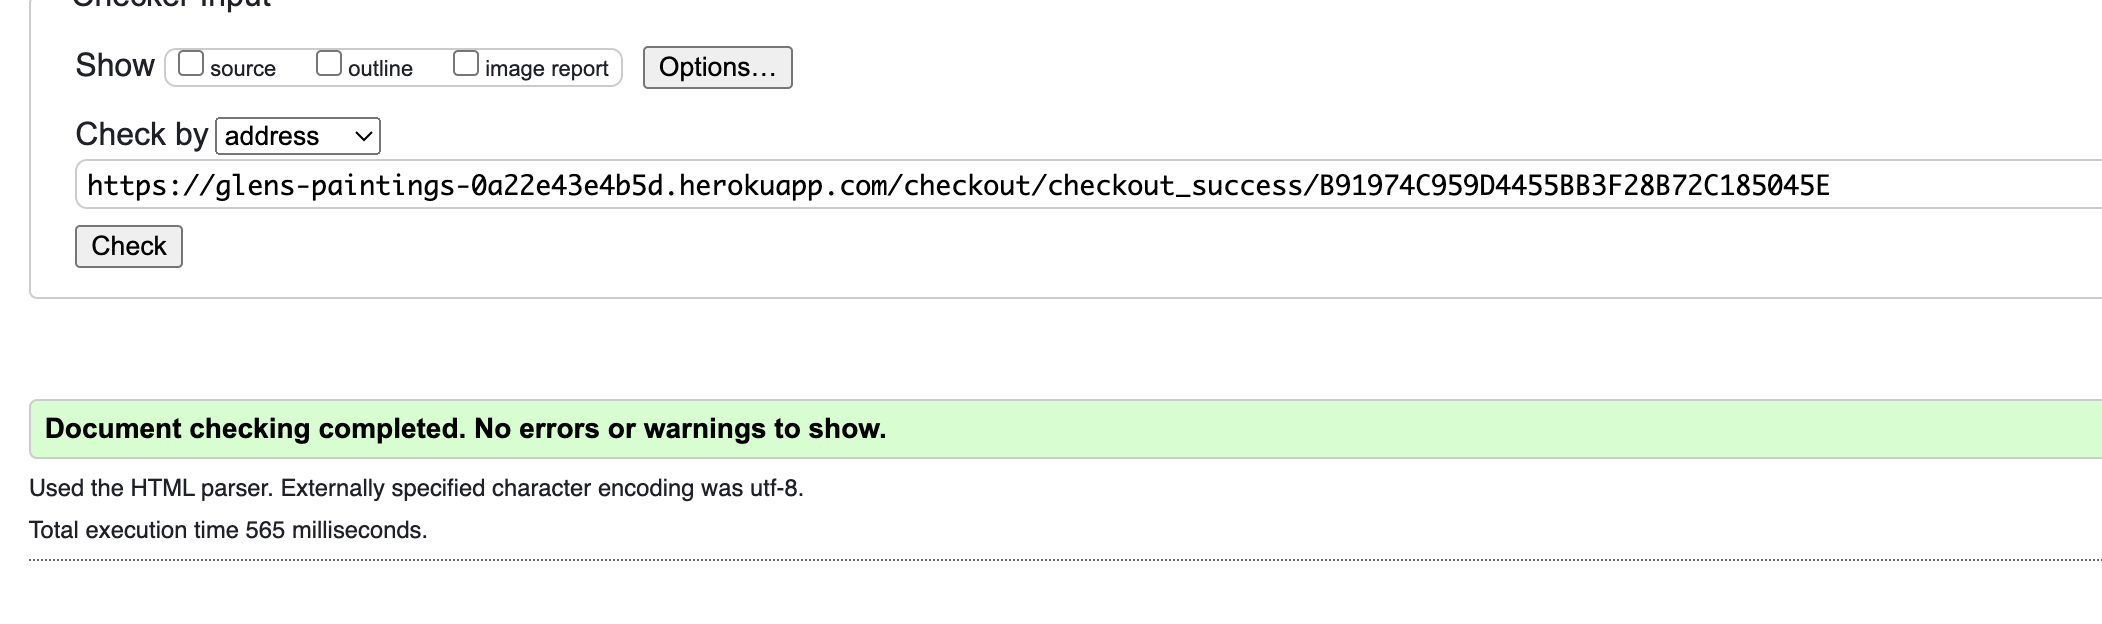 Checker Input
Show source outline image report Options...
Check by address
https://glens-paintings-0a22e43e4b5d.herokuapp.com/checkout/checkout_success/B91974C959D4455BB3F28B72C185045E
Check
Document checking completed. No errors or warnings to show.
Used the HTML parser. Externally specified character encoding was utf-8.
Total execution time 565 milliseconds.